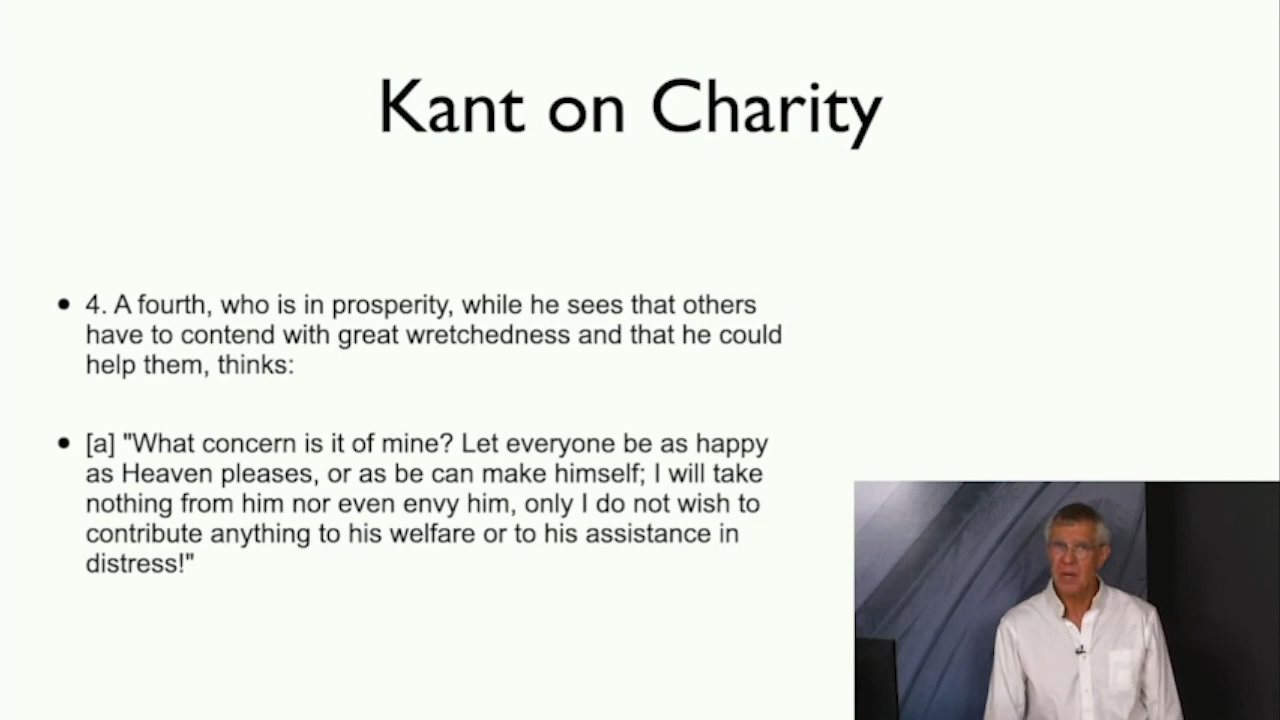 Kant on Charity
• 4. A fourth, who is in prosperity, while he sees that others
have to contend with great wretchedness and that he could
help them, thinks:
• [a] "What concern is it of mine? Let everyone be as happy
as Heaven pleases, or as be can make himself; I will take
nothing from him nor even envy him, only I do not wish to
contribute anything to his welfare or to his assistance in
distress!"